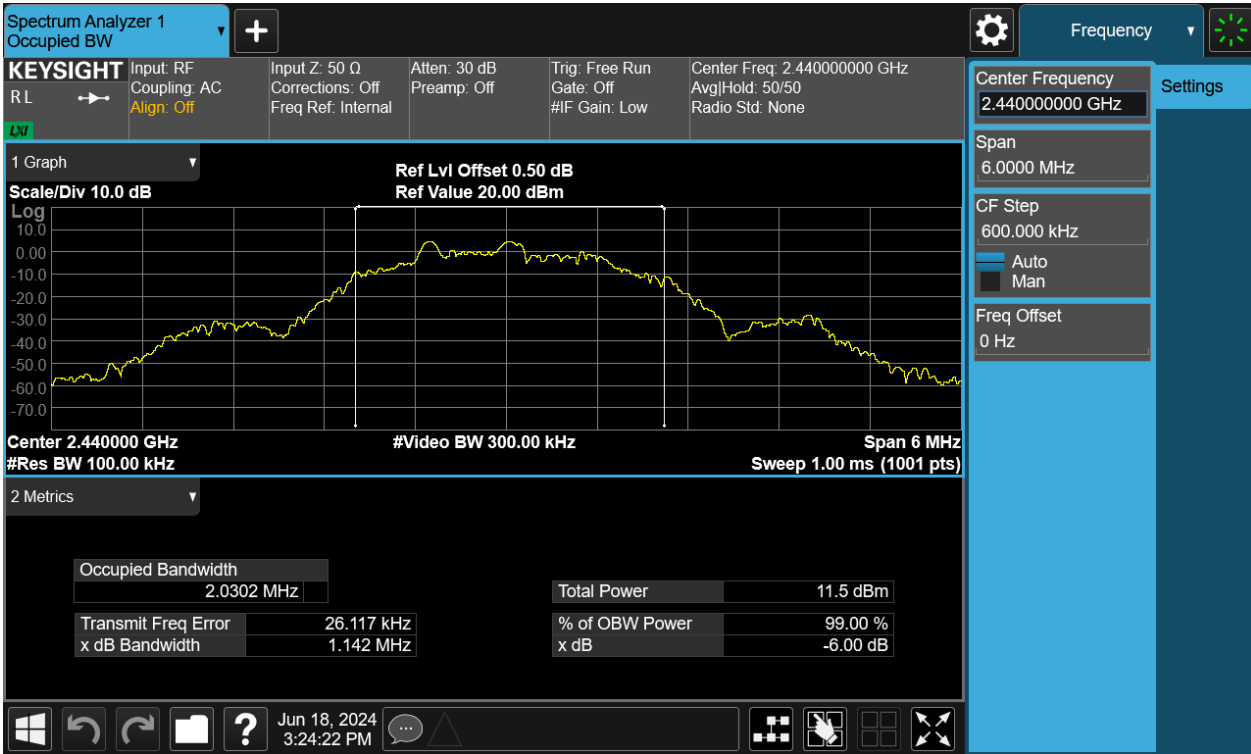 Spectrum Analyzer 1
Occupied BW
Frequency
KEYSIGHT
R L
LXI
Input: RF
Coupling: AC
Align: Off
Input Z: 50 Ω
Corrections: Off
Freq Ref: Internal
Atten: 30 dB
Preamp: Off
Trig: Free Run
Gate: Off
#IF Gain: Low
Center Freq: 2.440000000 GHz
Avg|Hold: 50/50
Radio Std: None
Center Frequency
2.440000000 GHz
Settings
Span
6.0000 MHz
CF Step
600.000 kHz
Auto
Man
Freq Offset
0 Hz
1 Graph
Scale/Div 10.0 dB
Ref Lvl Offset 0.50 dB
Ref Value 20.00 dBm
Log
10.0
0.00
-10.0
-20.0
-30.0
-40.0
-50.0
-60.0
-70.0
Center 2.440000 GHz
#Video BW 300.00 kHz
Span 6 MHz
#Res BW 100.00 kHz
Sweep 1.00 ms (1001 pts)
2 Metrics
Occupied Bandwidth
2.0302 MHz
Total Power 11.5 dBm
Transmit Freq Error 26.117 kHz
% of OBW Power 99.00 %
x dB Bandwidth 1.142 MHz
x dB -6.00 dB
?
Jun 18, 2024
3:24:22 PM